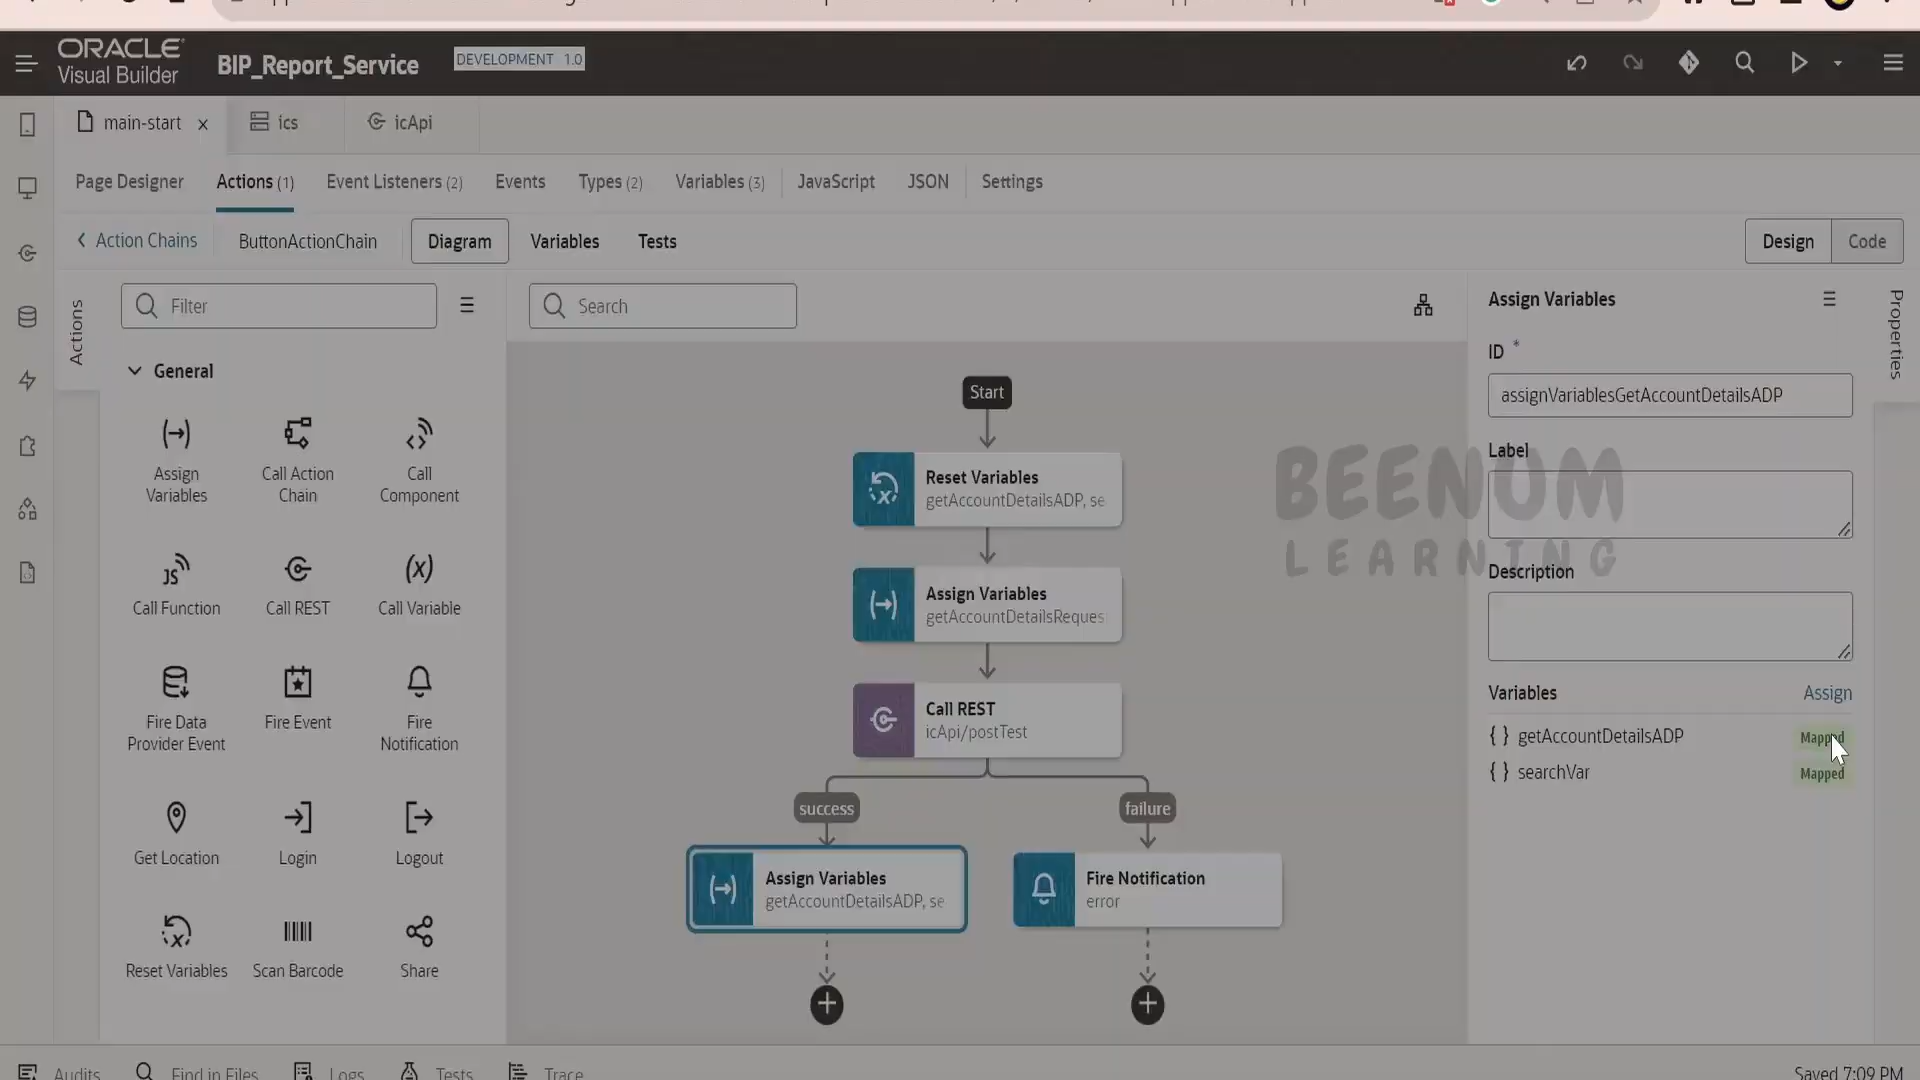 ORACLE
Visual Builder
BIP_Report_Service
DEVELOPMENT 1.0
main-start x
ics
icApi
Page Designer
Actions (1)
Event Listeners (2)
Events
Types (2)
Variables (3)
JavaScript
JSON
Settings
Action Chains
ButtonActionChain
Diagram
Variables
Tests
Design
Code
Actions
Filter
Search
General
Assign Variables
Call Action Chain
Call Component
Call Function
Call REST
Call Variable
Fire Data Provider Event
Fire Event
Fire Notification
Get Location
Login
Logout
Reset Variables
Scan Barcode
Share
Start
Reset Variables
getAccountDetailsADP, se
Assign Variables
getAccountDetailsReques
Call REST
icApi/postTest
success
failure
Assign Variables
getAccountDetailsADP, se
Fire Notification
error
Assign Variables
Properties
ID *
assignVariablesGetAccountDetailsADP
Label
BEENUM
LEARNING
Description
Variables
Assign
{ } getAccountDetailsADP
Mapped
{ } searchVar
Mapped
Audits
Find in Files
Logs
Tests
Trace
Saved 7:09 PM